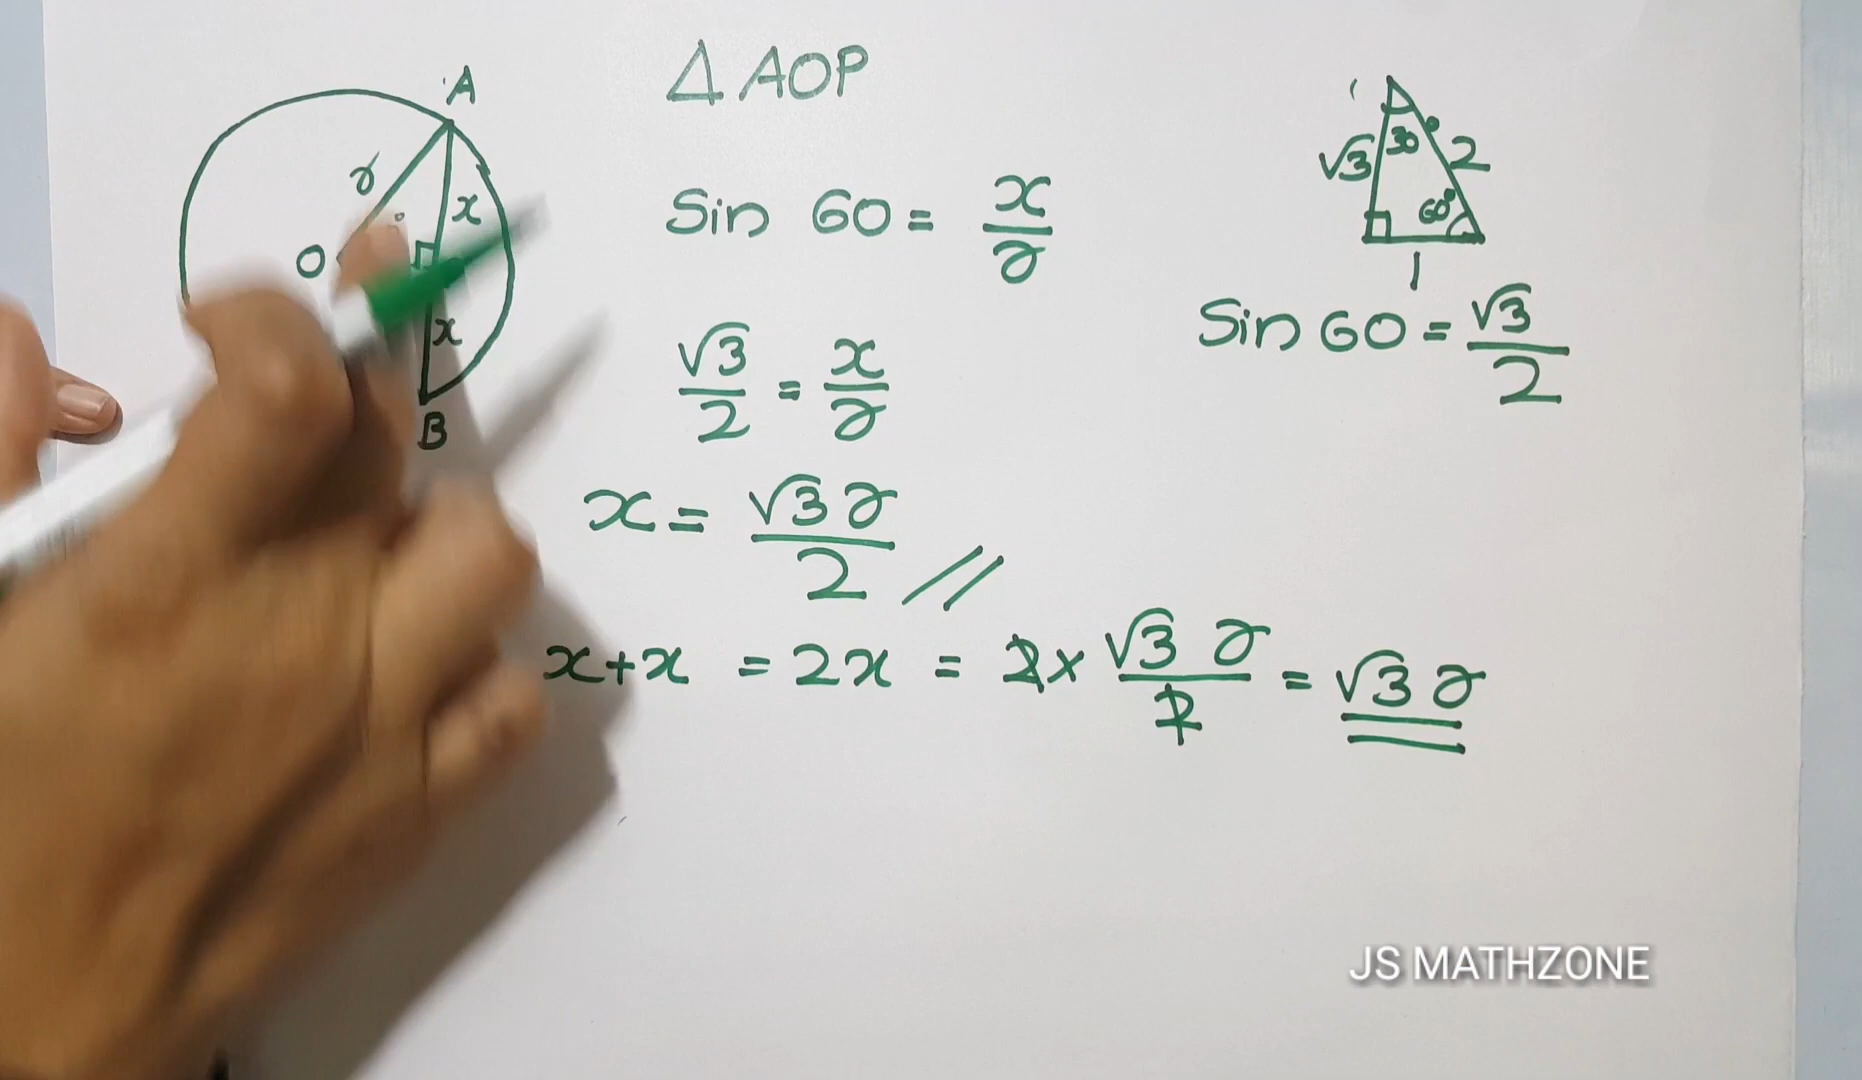 A
r
x
O
x
B
△ AOP
Sin 60 = x/r
√3/2 = x/r
x = √3 r/2 //
x+x = 2x = 2 x √3 r/2 = √3 r
√3
30°
2
60°
1
Sin 60 = √3/2
JS MATHZONE